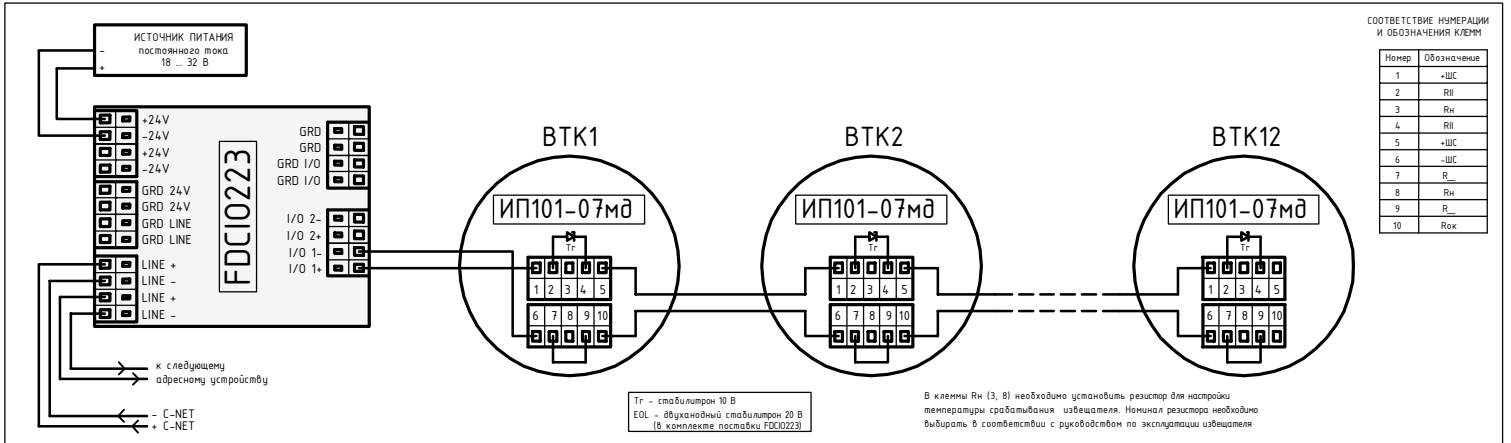 ИСТОЧНИК ПИТАНИЯ
постоянного тока
18 ... 32 В
-
+
FDCIO223
+24V
-24V
+24V
-24V
GRD 24V
GRD 24V
GRD LINE
GRD LINE
LINE +
LINE -
LINE +
LINE -
GRD
GRD
GRD I/O
GRD I/O
I/O 2-
I/O 2+
I/O 1-
I/O 1+
к следующему
адресному устройству
- C-NET
+ C-NET
ВТК1
ИП101-07мд
Тг
1 2 3 4 5
6 7 8 9 10
ВТК2
ИП101-07мд
Тг
1 2 3 4 5
6 7 8 9 10
ВТК12
ИП101-07мд
Тг
1 2 3 4 5
6 7 8 9 10
Тг - стабилитрон 10 В
EOL - двуханодный стабилитрон 20 В
(в комплекте поставки FDCIO223)
В клеммы Rн (3, 8) необходимо установить резистор для настройки
температуры срабатывания извещателя. Номинал резистора необходимо
выбирать в соответствии с руководством по эксплуатации извещателя
СООТВЕТСТВИЕ НУМЕРАЦИИ
И ОБОЗНАЧЕНИЯ КЛЕММ
Номер Обозначение
1 +ШС
2 RII
3 Rн
4 RII
5 +ШС
6 -ШС
7 R__
8 Rн
9 R__
10 Rок